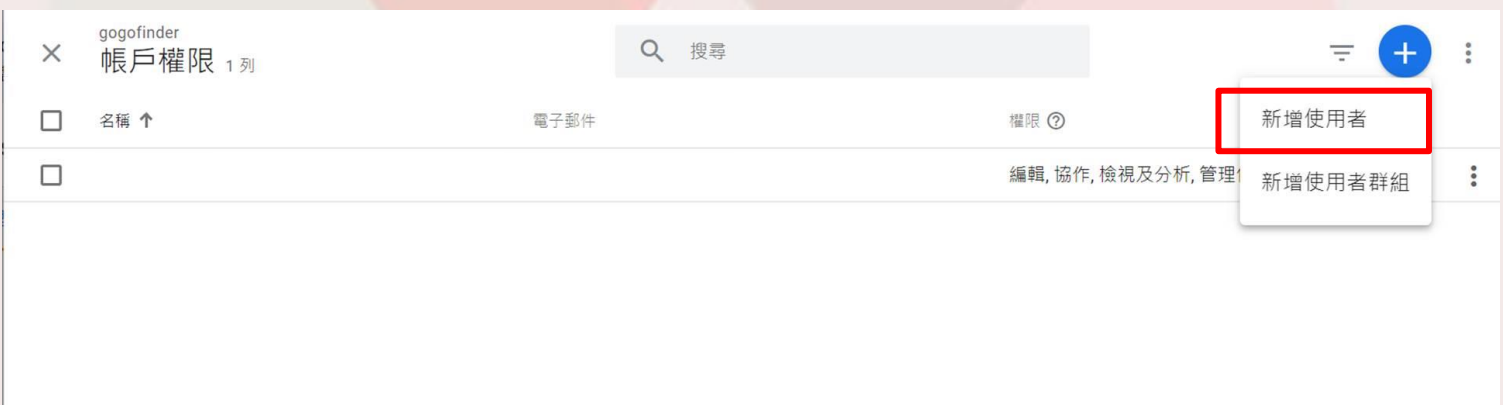 gogofinder
帳戶權限 1 列
搜尋
名稱 電子郵件 權限
新增使用者
編輯, 協作, 檢視及分析, 管理
新增使用者群組